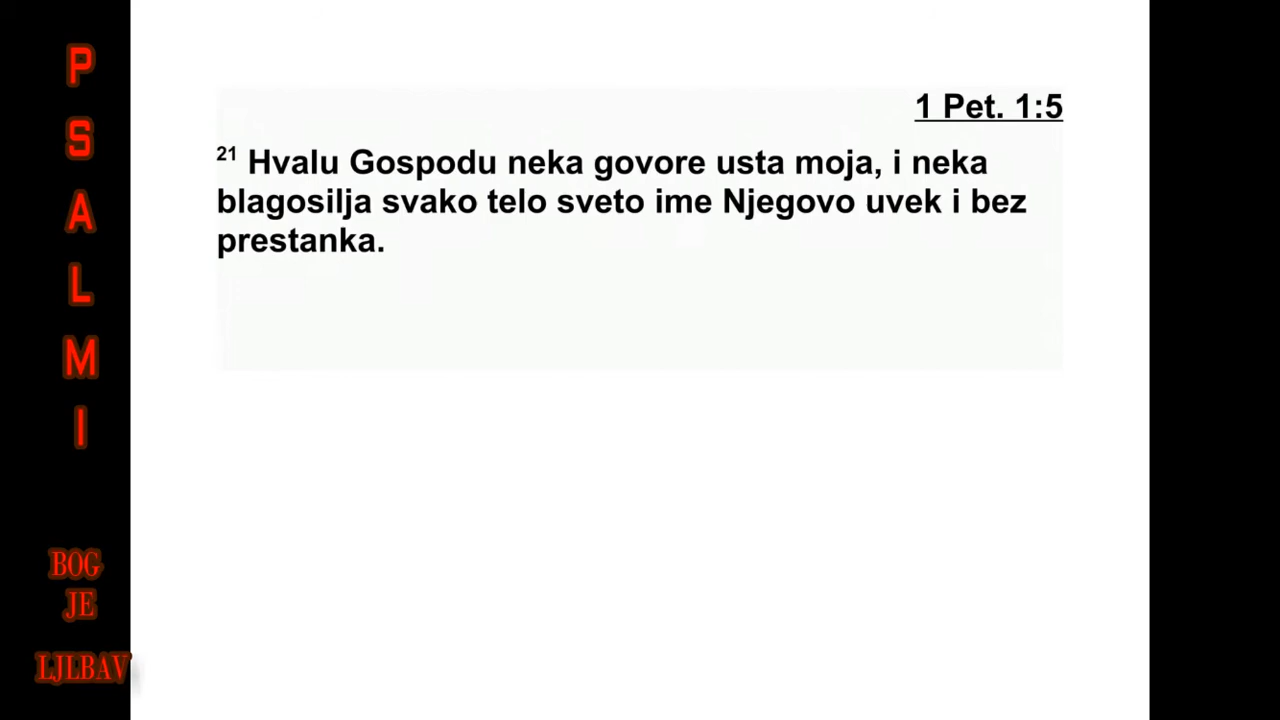 P
S
A
L
M
I
BOG
JE
LJLBAV
1 Pet. 1:5
21 Hvalu Gospodu neka govore usta moja, i neka
blagosilja svako telo sveto ime Njegovo uvek i bez
prestanka.